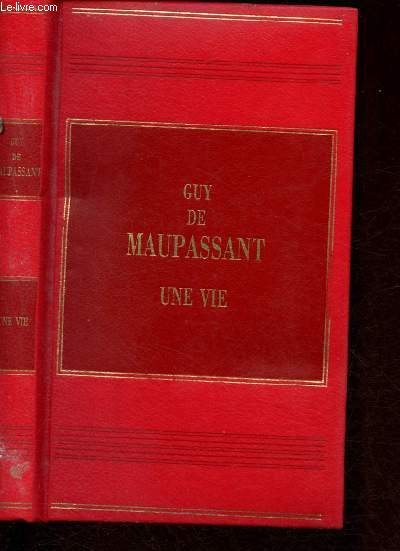 Le-livre.com
GUY
DE
MAUPASSANT
UNE VIE
GUY
DE
MAUPASSANT
UNE VIE